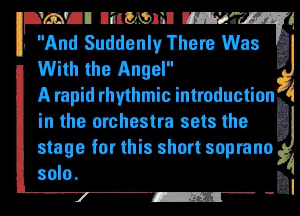 "And Suddenly There Was
With the Angel"
A rapid rhythmic introduction
in the orchestra sets the
stage for this short soprano
solo.